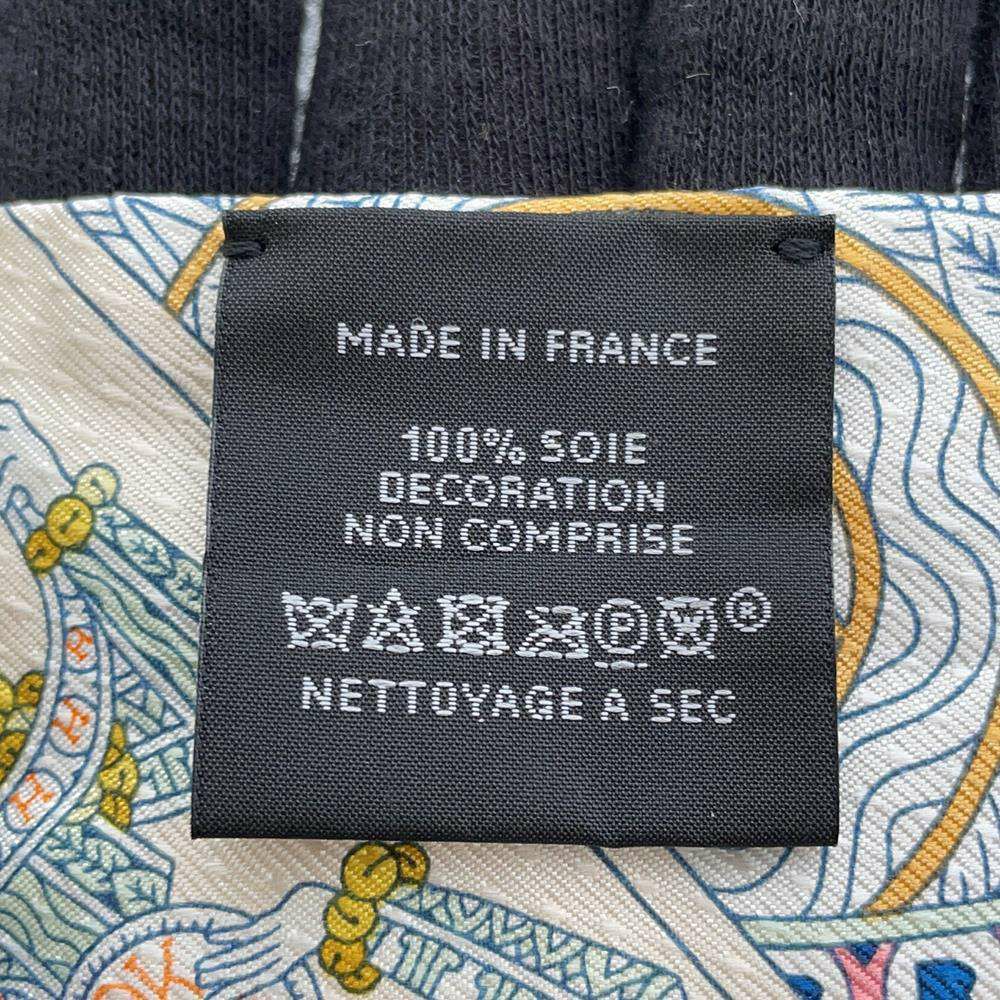 MADE IN FRANCE
100% SOIE
DECORATION
NON COMPRISE
P W ®
NETTOYAGE A SEC